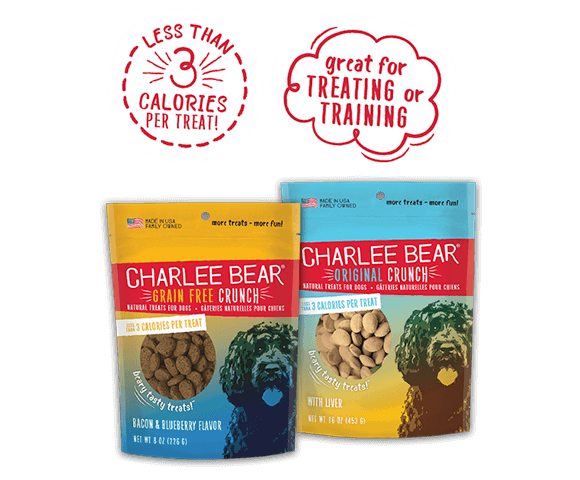 LESS THAN
3
CALORIES
PER TREAT!
great for
TREATING or
TRAINING
MADE IN USA
FAMILY OWNED
more treats - more fun!
CHARLEE BEAR®
GRAIN FREE CRUNCH
NATURAL TREATS FOR DOGS • GÂTERIES NATURELLES POUR CHIENS
LESS THAN 3 CALORIES PER TREAT
beary tasty treats!
BACON & BLUEBERRY FLAVOR
NET WT 8 OZ (226 G)
MADE IN USA
FAMILY OWNED
more treats - more fun!
CHARLEE BEAR®
ORIGINAL CRUNCH
NATURAL TREATS FOR DOGS • GÂTERIES NATURELLES POUR CHIENS
LESS THAN 3 CALORIES PER TREAT
beary tasty treats!
WITH LIVER
NET WT 16 OZ (453 G)